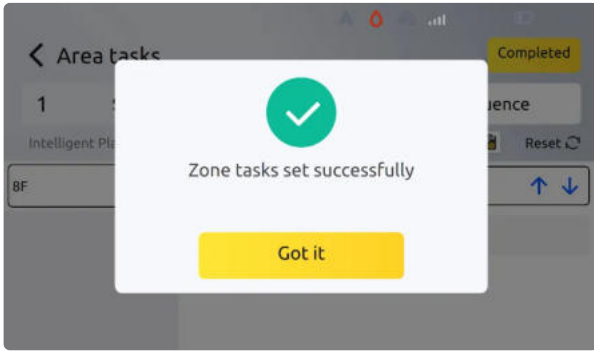 Area tasks
Completed
1
uence
Intelligent Pla
Reset
8F
Zone tasks set successfully
Got it